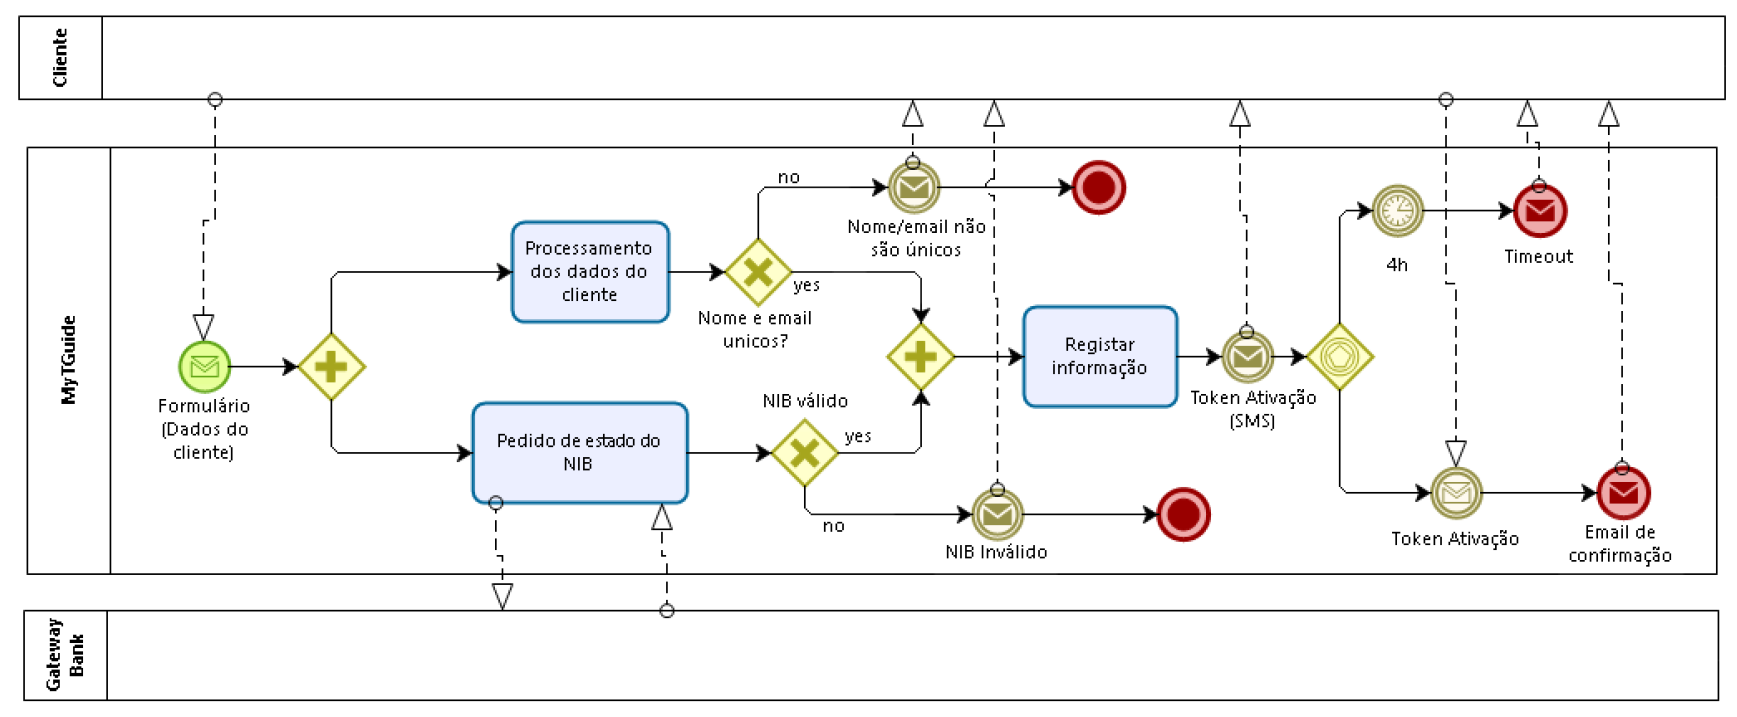 Cliente
MyTGuide
Formulário
(Dados do
cliente)
Processamento
dos dados do
cliente
Nome e email
unicos?
no
yes
Nome/email não
são únicos
Pedido de estado do
NIB
NIB válido
yes
no
NIB Inválido
Registar
informação
Token Ativação
(SMS)
4h
Timeout
Token Ativação
Email de
confirmação
Gateway
Bank